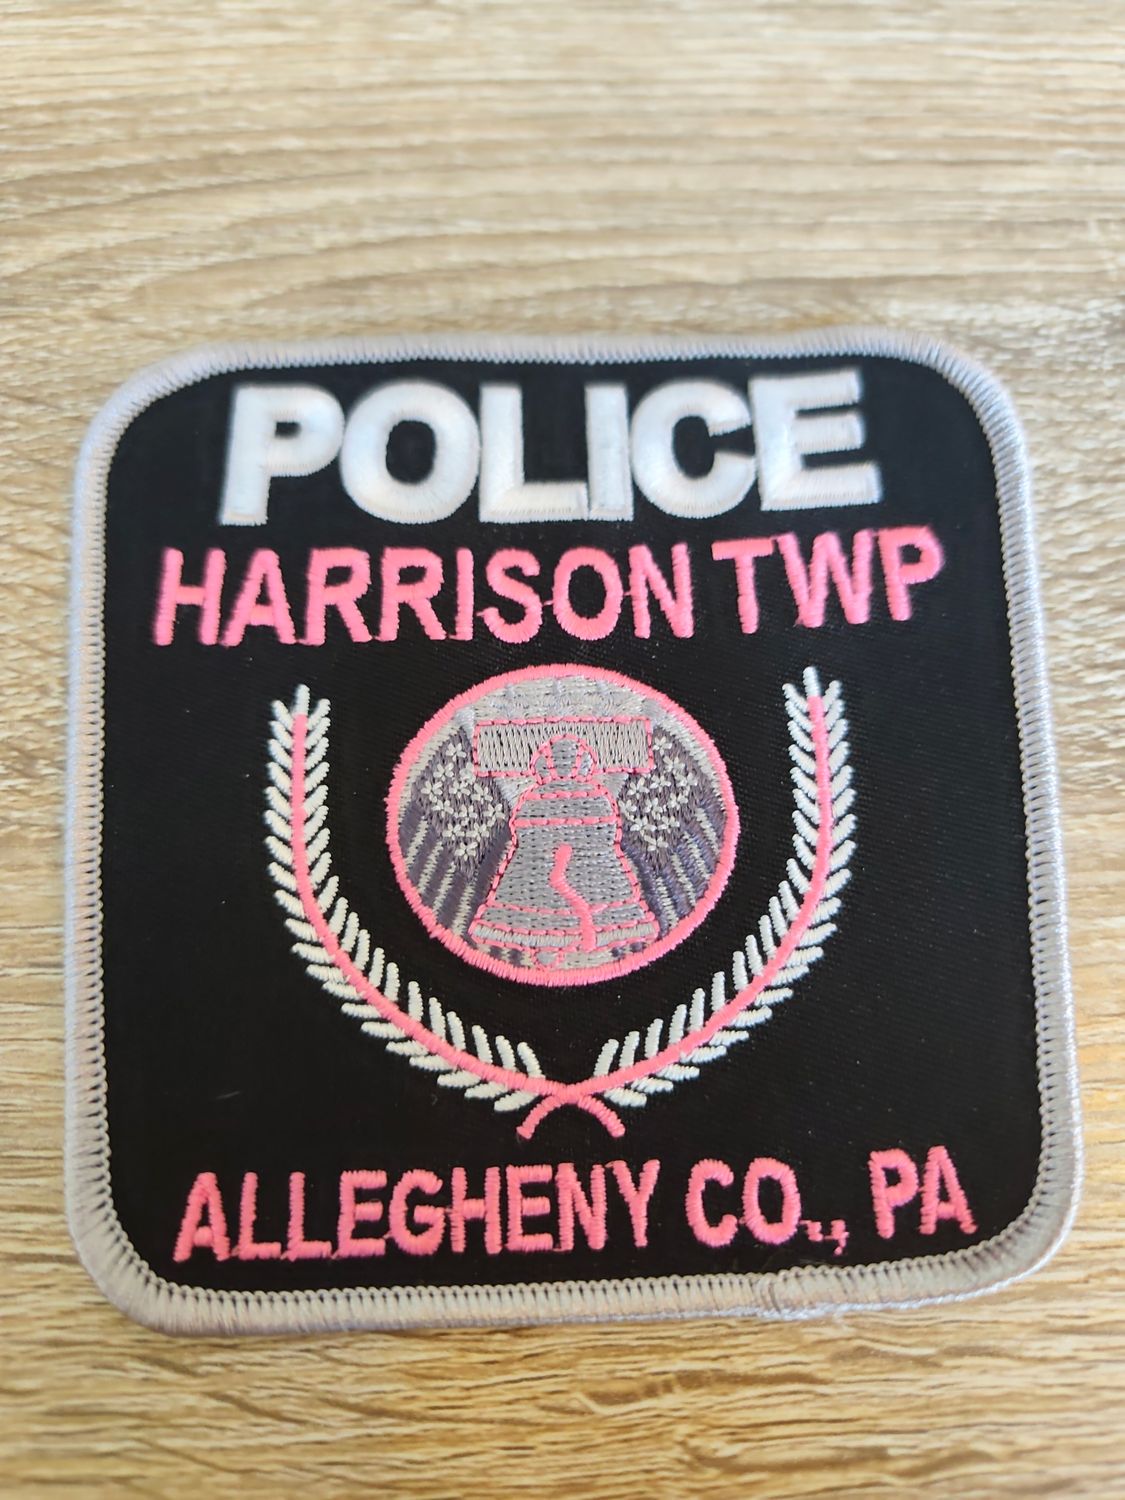 POLICE
HARRISON TWP
ALLEGHENY CO., PA